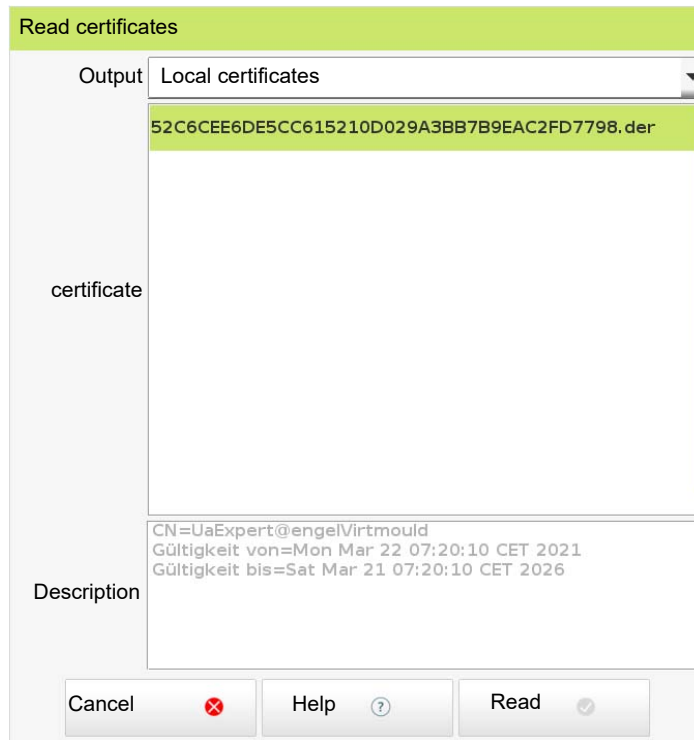 Read certificates
Output Local certificates
52C6CEE6DE5CC615210D029A3BB7B9EAC2FD7798.der
certificate
CN=UaExpert@engelVirtmould
Gültigkeit von=Mon Mar 22 07:20:10 CET 2021
Gültigkeit bis=Sat Mar 21 07:20:10 CET 2026
Description
Cancel Help ? Read